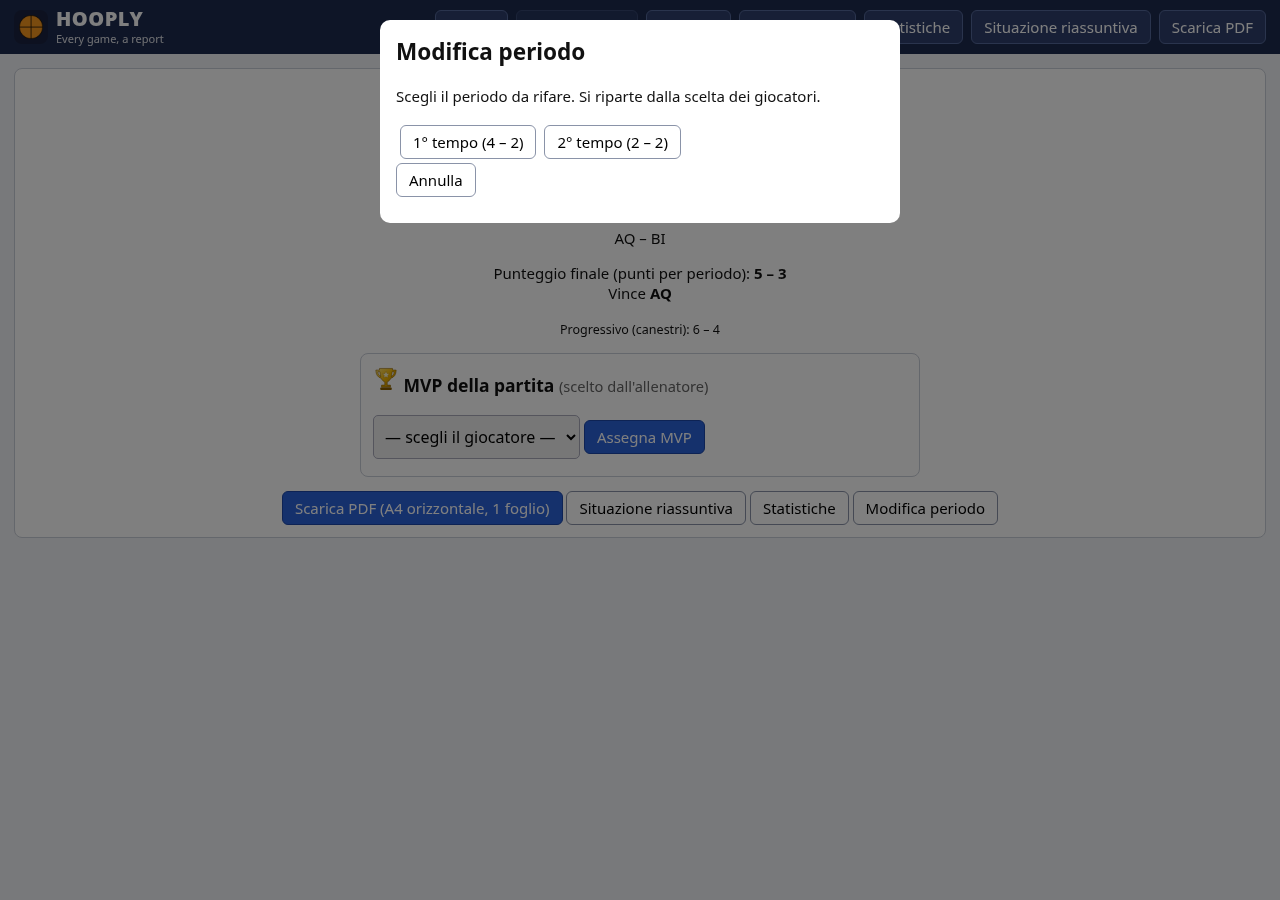 HOOPLY
Every game, a report
Situazione riassuntiva
Scarica PDF
Modifica periodo
Scegli il periodo da rifare. Si riparte dalla scelta dei giocatori.
1° tempo (4 – 2)
2° tempo (2 – 2)
Annulla
AQ – BI
Punteggio finale (punti per periodo): 5 – 3
Vince AQ
Progressivo (canestri): 6 – 4
MVP della partita (scelto dall'allenatore)
— scegli il giocatore —
Assegna MVP
Scarica PDF (A4 orizzontale, 1 foglio)
Situazione riassuntiva
Statistiche
Modifica periodo